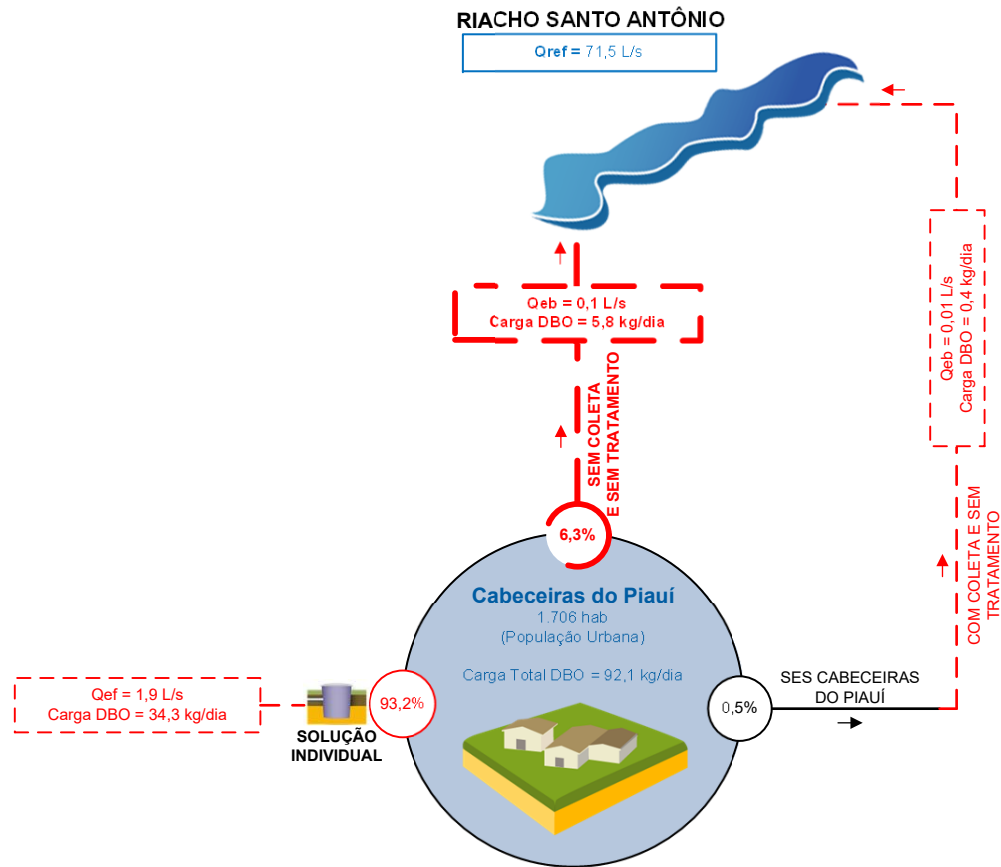 RIACHO SANTO ANTÔNIO
Qref = 71,5 L/s
Qeb = 0,1 L/s
Carga DBO = 5,8 kg/dia
SEM COLETA
E SEM TRATAMENTO
Qeb = 0,01 L/s
Carga DBO = 0,4 kg/dia
COM COLETA E SEM
TRATAMENTO
6,3%
Cabeceiras do Piauí
1.706 hab
(População Urbana)
Carga Total DBO = 92,1 kg/dia
Qef = 1,9 L/s
Carga DBO = 34,3 kg/dia
SOLUÇÃO
INDIVIDUAL
93,2%
0,5%
SES CABECEIRAS
DO PIAUÍ